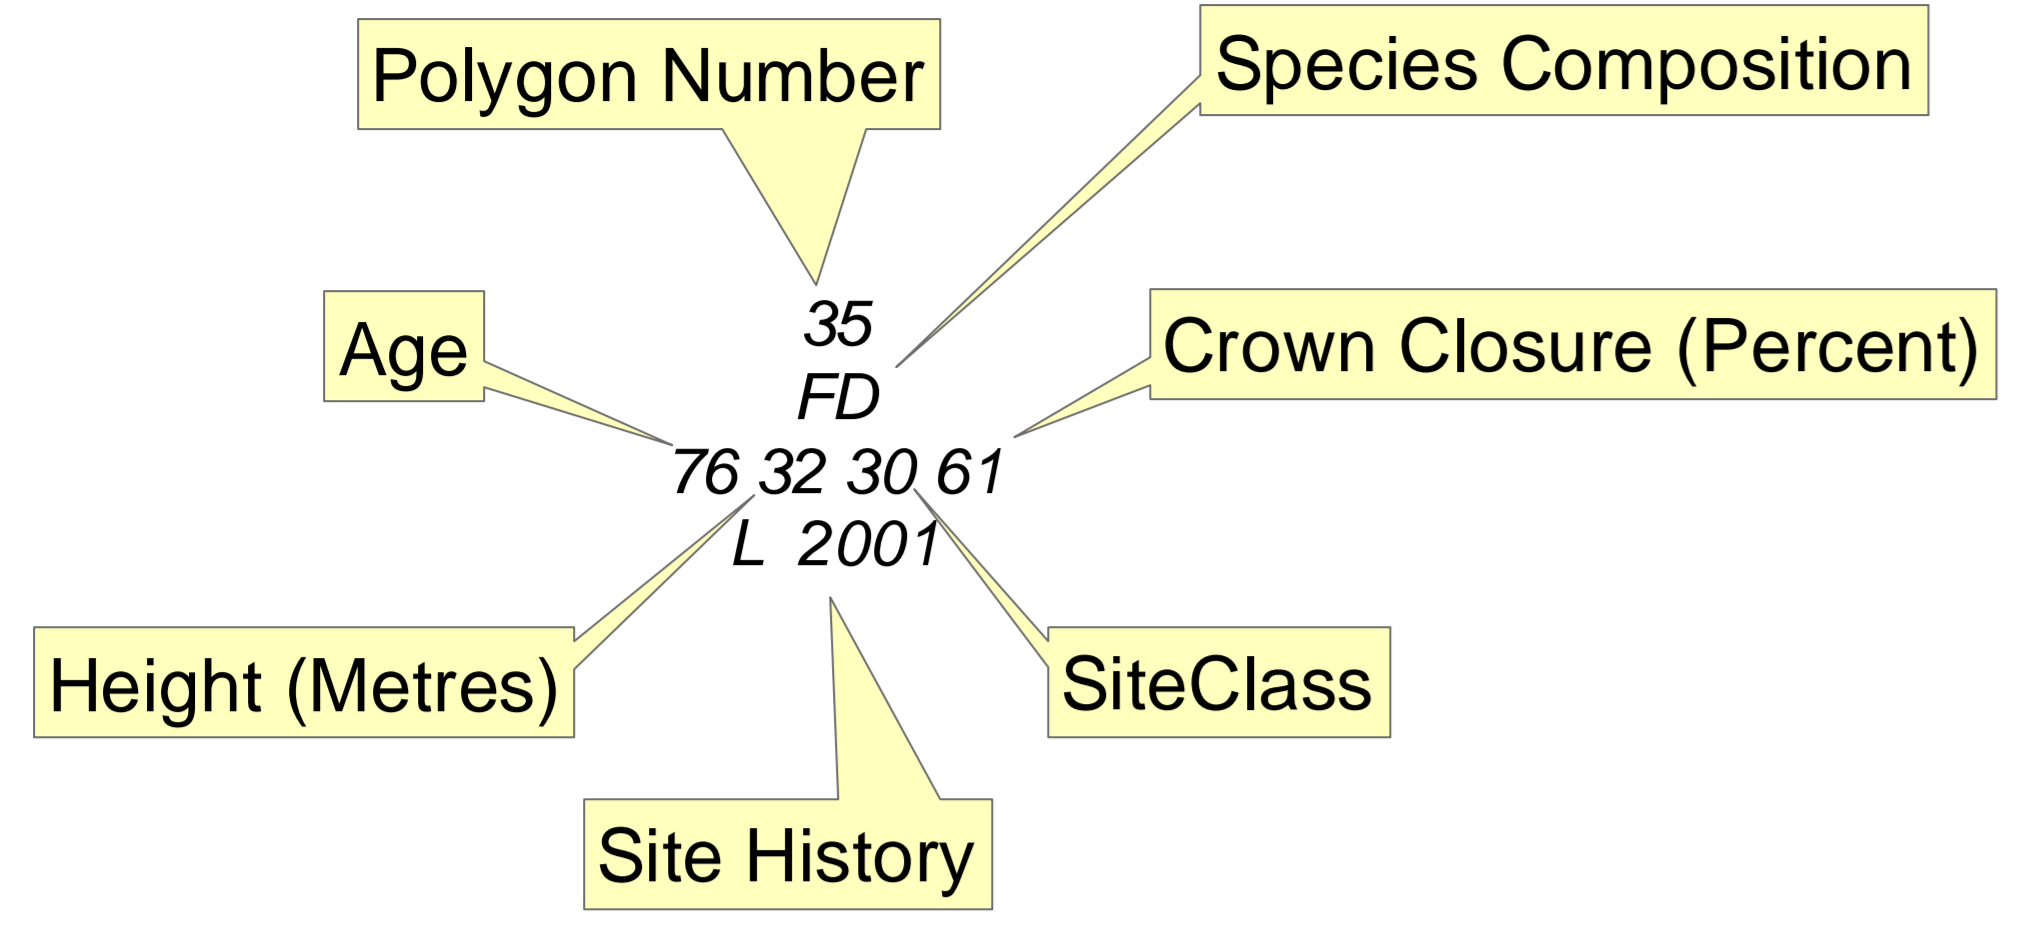 Polygon Number
Species Composition
Age
Crown Closure (Percent)
35
FD
76 32 30 61
L 2001
Height (Metres)
SiteClass
Site History